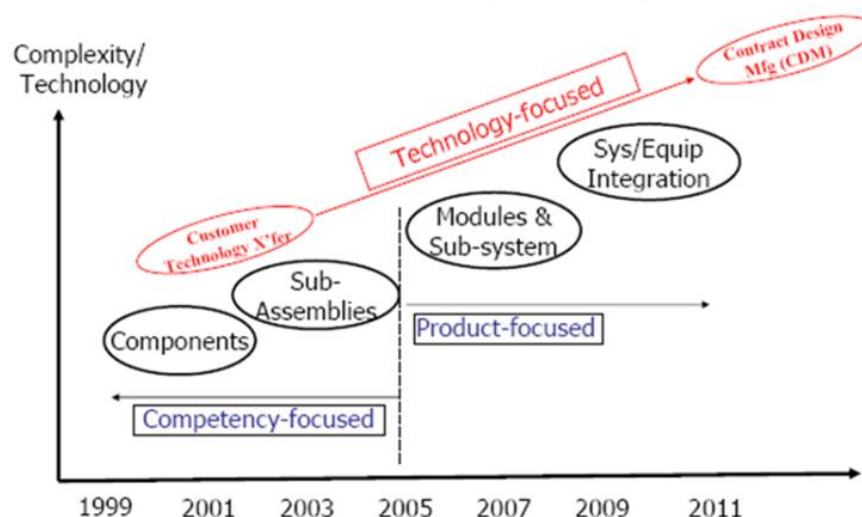 Complexity/
Technology
Contract Design
Mfg (CDM)
Technology-focused
Sys/Equip
Integration
Customer
Technology X'fer
Modules &
Sub-system
Sub-
Assemblies
Components
Product-focused
Competency-focused
1999 2001 2003 2005 2007 2009 2011